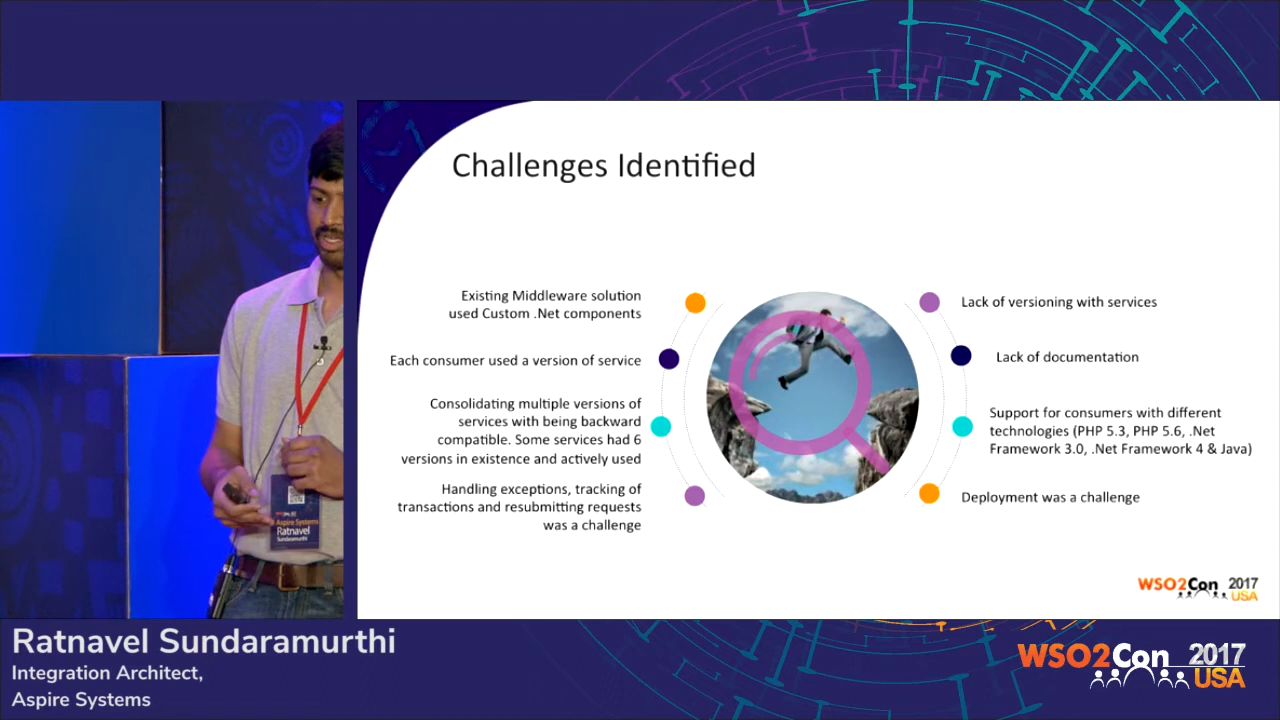 Challenges Identified
Existing Middleware solution
used Custom .Net components
Each consumer used a version of service
Consolidating multiple versions of
services with being backward
compatible. Some services had 6
versions in existence and actively used
Handling exceptions, tracking of
transactions and resubmitting requests
was a challenge
Lack of versioning with services
Lack of documentation
Support for consumers with different
technologies (PHP 5.3, PHP 5.6, .Net
Framework 3.0, .Net Framework 4 & Java)
Deployment was a challenge
WSO2Con 2017
USA
Aspire Systems
Ratnavel
Sundaramurthi
Ratnavel Sundaramurthi
Integration Architect,
Aspire Systems
WSO2Con 2017
USA